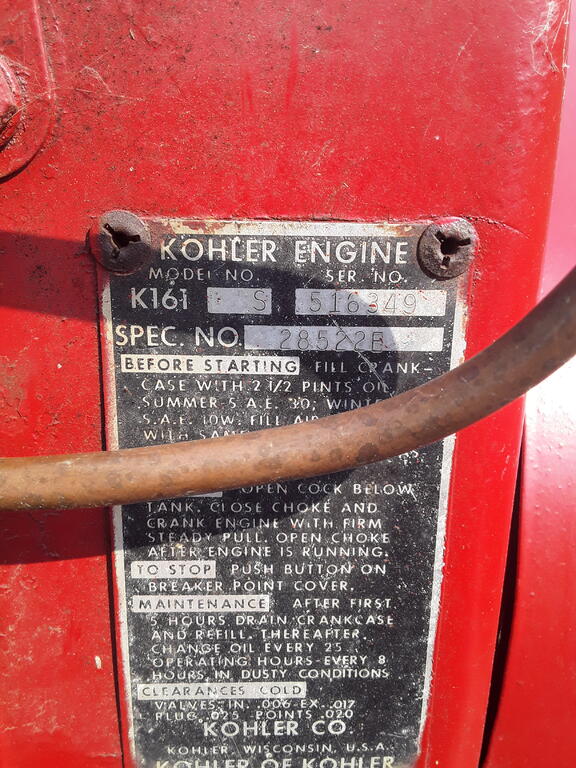 KOHLER ENGINE
MODEL NO. SER. NO.
K161 S 516349
SPEC. NO. 28522B
BEFORE STARTING FILL CRANK-
CASE WITH 2 1/2 PINTS OIL
SUMMER S.A.E. 30; WINTER
S.A.E. 10W. FILL AIR
WITH SAME
OPEN COCK BELOW
TANK. CLOSE CHOKE AND
CRANK ENGINE WITH FIRM
STEADY PULL. OPEN CHOKE
AFTER ENGINE IS RUNNING.
TO STOP PUSH BUTTON ON
BREAKER POINT COVER.
MAINTENANCE AFTER FIRST
5 HOURS DRAIN CRANKCASE
AND REFILL. THEREAFTER,
CHANGE OIL EVERY 25
OPERATING HOURS-EVERY 8
HOURS IN DUSTY CONDITIONS
CLEARANCES COLD
VALVES-IN. .006-EX. .017
PLUG .025 POINTS .020
KOHLER CO.
KOHLER, WISCONSIN, U.S.A.
KOHLER OF KOHLER